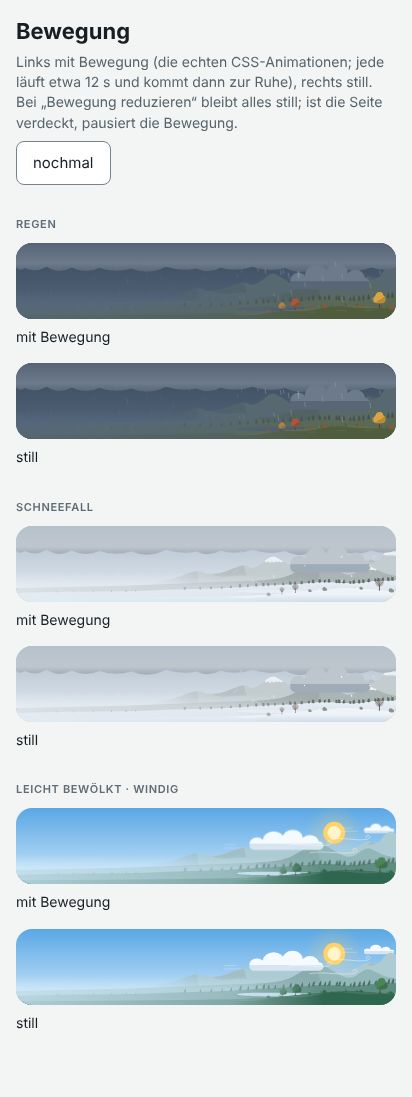 Bewegung
Links mit Bewegung (die echten CSS-Animationen; jede
läuft etwa 12 s und kommt dann zur Ruhe), rechts still.
Bei „Bewegung reduzieren“ bleibt alles still; ist die Seite
verdeckt, pausiert die Bewegung.
nochmal
REGEN
mit Bewegung
still
SCHNEEFALL
mit Bewegung
still
LEICHT BEWÖLKT · WINDIG
mit Bewegung
still